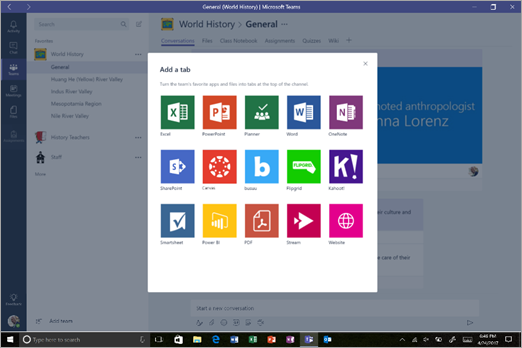 General (World History) | Microsoft Teams
Activity
Chat
Teams
Meetings
Files
Feedback
Search
Favorites
World History
General
Huang He (Yellow) River Valley
Indus River Valley
Mesopotamia Region
Nile River Valley
History Teachers
Staff
More
Add team
World History > General ...
Conversations Files Class Notebook Assignments Quizzes Wiki +
noted anthropologist
nna Lorenz
culture and
care of their
Start a new conversation
Add a tab
Turn the team's favorite apps and files into tabs at the top of the channel.
Excel PowerPoint Planner Word OneNote
SharePoint Canvas busuu Flipgrid Kahoot!
Smartsheet Power BI PDF Stream Website
FLIPGRID
K!
Type here to search
6:46 PM
4/24/2017